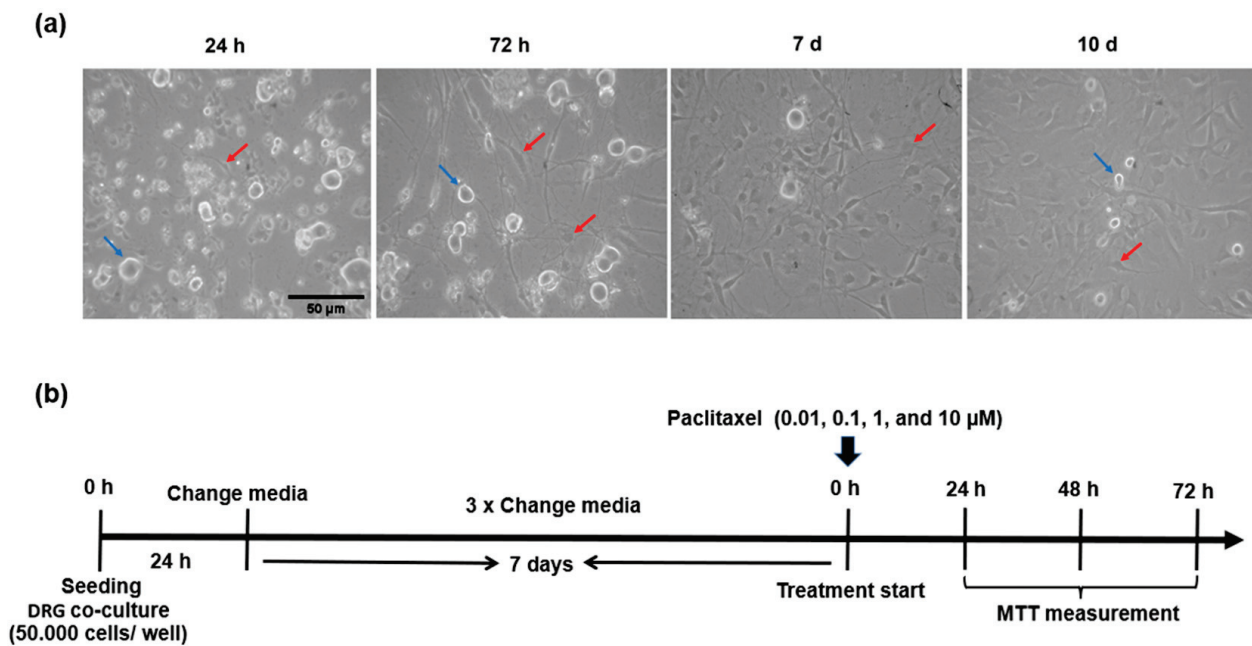 (a)
24 h 72 h 7 d 10 d
50 µm
(b)
Paclitaxel (0.01, 0.1, 1, and 10 µM)
0 h Change media 3 x Change media 0 h 24 h 48 h 72 h
24 h 7 days
Seeding
DRG co-culture
(50.000 cells/ well)
Treatment start
MTT measurement